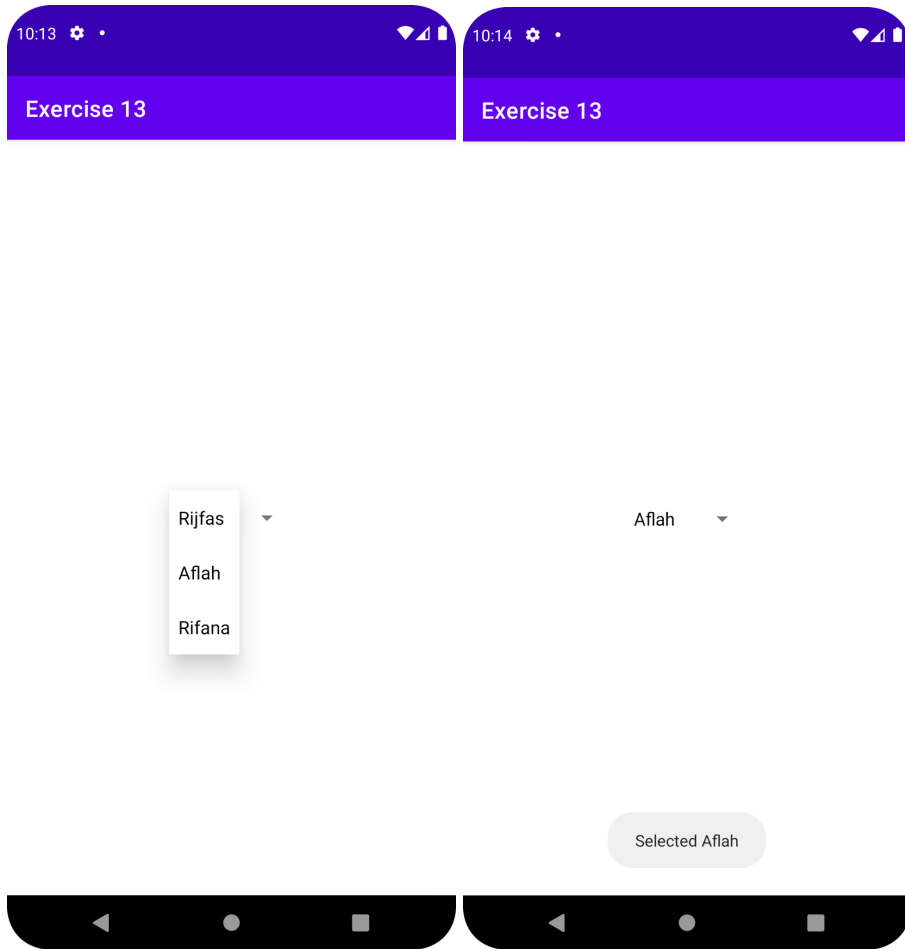 10:13
Exercise 13
Rijfas
Aflah
Rifana
10:14
Exercise 13
Aflah
Selected Aflah